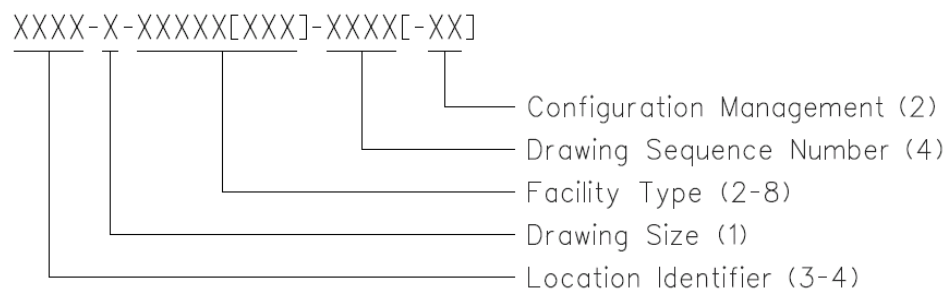 XXXX-X-XXXXX[XXX]-XXXX[-XX]
Configuration Management (2)
Drawing Sequence Number (4)
Facility Type (2-8)
Drawing Size (1)
Location Identifier (3-4)